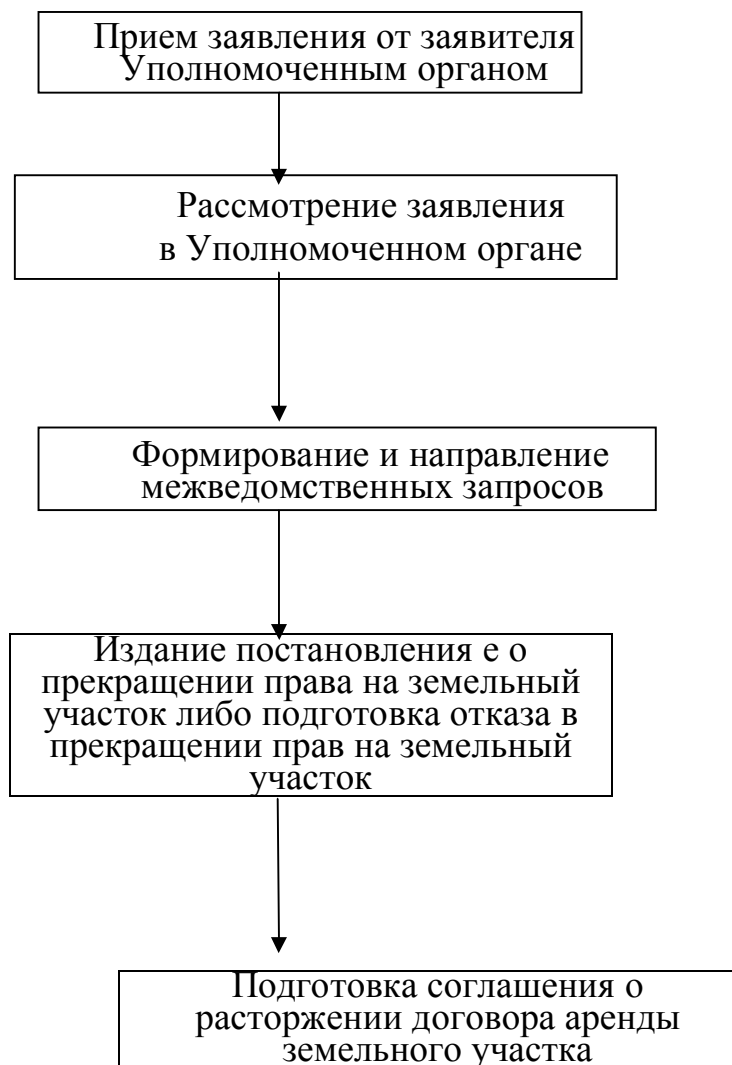 Прием заявления от заявителя
Уполномоченным органом
Рассмотрение заявления
в Уполномоченном органе
Формирование и направление
межведомственных запросов
Издание постановления е о
прекращении права на земельный
участок либо подготовка отказа в
прекращении прав на земельный
участок
Подготовка соглашения о
расторжении договора аренды
земельного участка